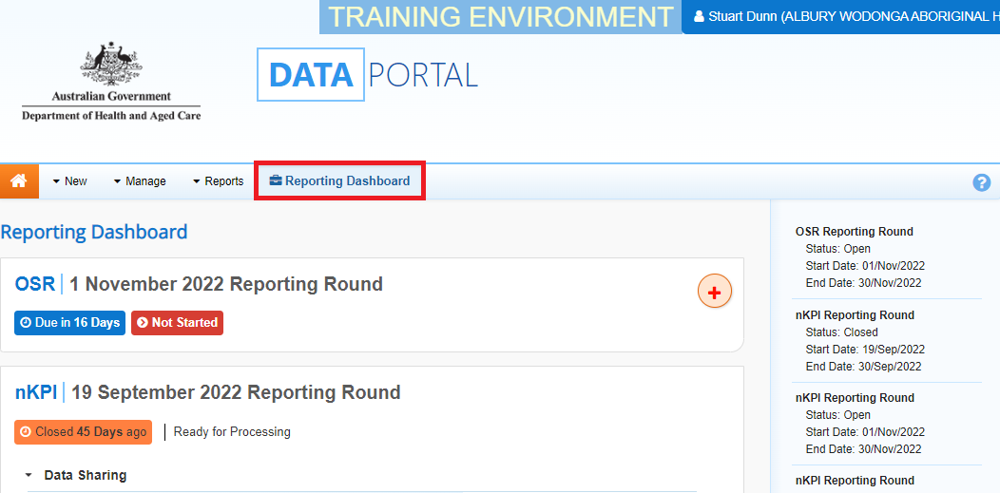 TRAINING ENVIRONMENT
Stuart Dunn (ALBURY WODONGA ABORIGINAL H
Australian Government
Department of Health and Aged Care
DATA PORTAL
New Manage Reports Reporting Dashboard
?
Reporting Dashboard
OSR | 1 November 2022 Reporting Round
Due in 16 Days Not Started
nKPI | 19 September 2022 Reporting Round
Closed 45 Days ago | Ready for Processing
Data Sharing
OSR Reporting Round
Status: Open
Start Date: 01/Nov/2022
End Date: 30/Nov/2022
nKPI Reporting Round
Status: Closed
Start Date: 19/Sep/2022
End Date: 30/Sep/2022
nKPI Reporting Round
Status: Open
Start Date: 01/Nov/2022
End Date: 30/Nov/2022
nKPI Reporting Round